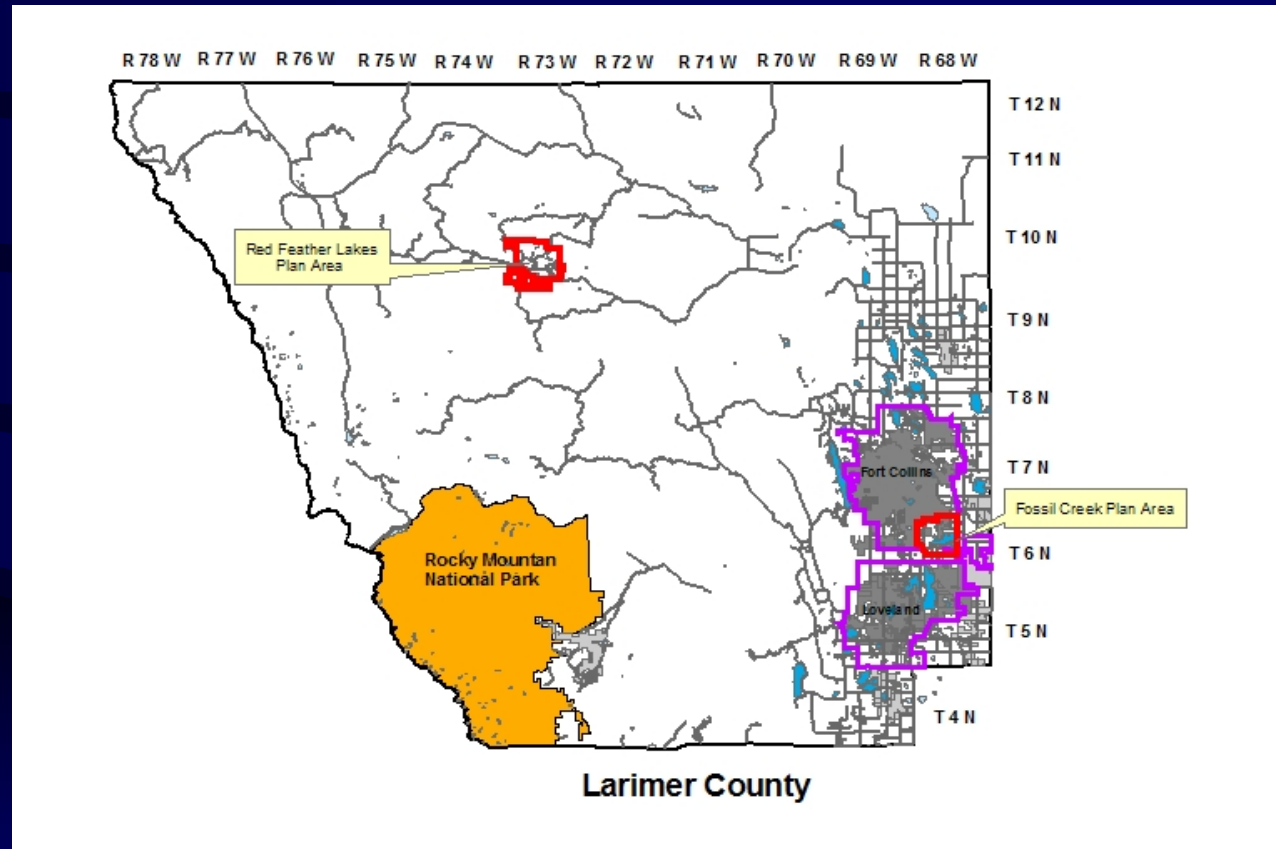 R 78 W R 77 W R 76 W R 75 W R 74 W R 73 W R 72 W R 71 W R 70 W R 69 W R 68 W
T 12 N
T 11 N
Red Feather Lakes
Plan Area
T 10 N
T 9 N
T 8 N
Fort Collins
T 7 N
Fossil Creek Plan Area
T 6 N
Rocky Mountain
National Park
Loveland
T 5 N
T 4 N
Larimer County